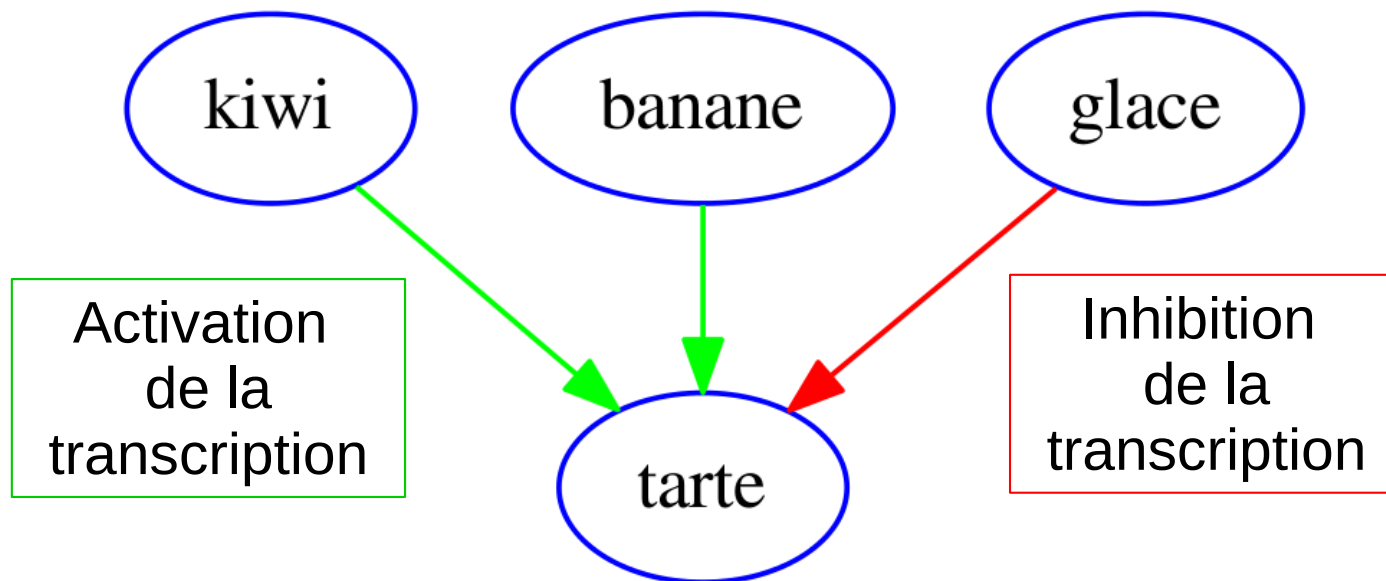 kiwi
banane
glace
Activation
de la
transcription
Inhibition
de la
transcription
tarte